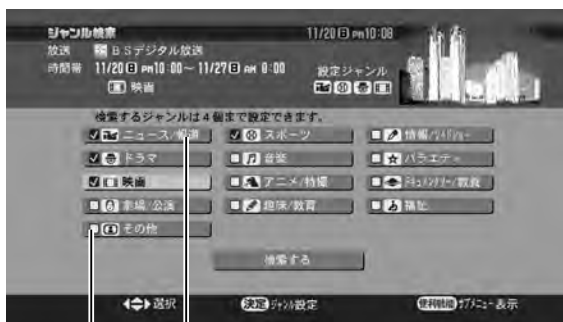 ジャンル検索 11/20日 PM10:08
放送 BSデジタル放送
時間帯 11/20日 PM10:00～11/27日 AM 0:00 設定ジャンル
映画
検索するジャンルは4個まで設定できます。
ニュース/報道 スポーツ 情報/ワイドショー
ドラマ 音楽 バラエティ
映画 アニメ/特撮 ドキュメンタリー/教養
劇場/公演 趣味/教育 福祉
その他
検索する
選択 決定 ジャンル設定 便利機能 サブメニュー表示